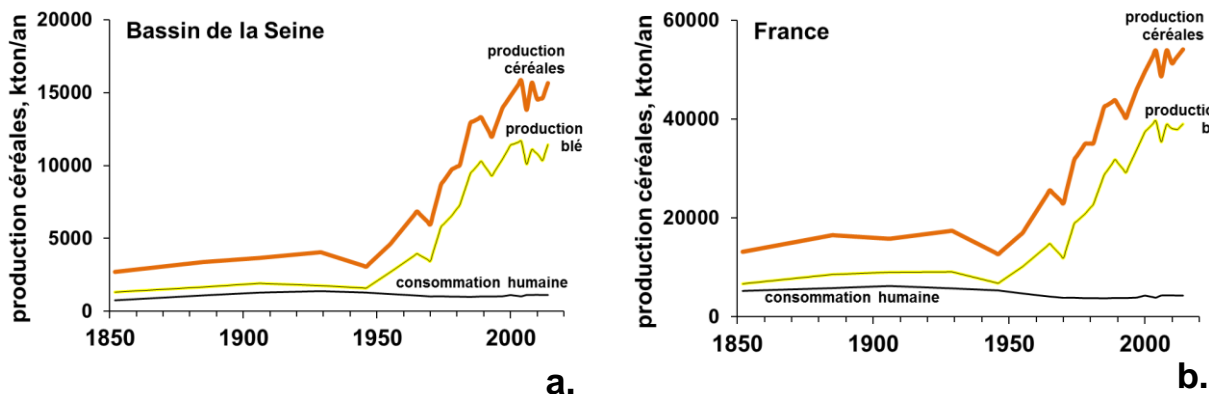 Bassin de la Seine
production céréales, kton/an
20000
15000
10000
5000
0
production
céréales
production
blé
consommation humaine
1850
1900
1950
2000
a.
France
production céréales, kton/an
60000
40000
20000
0
production
céréales
production
b
consommation humaine
1850
1900
1950
2000
b.